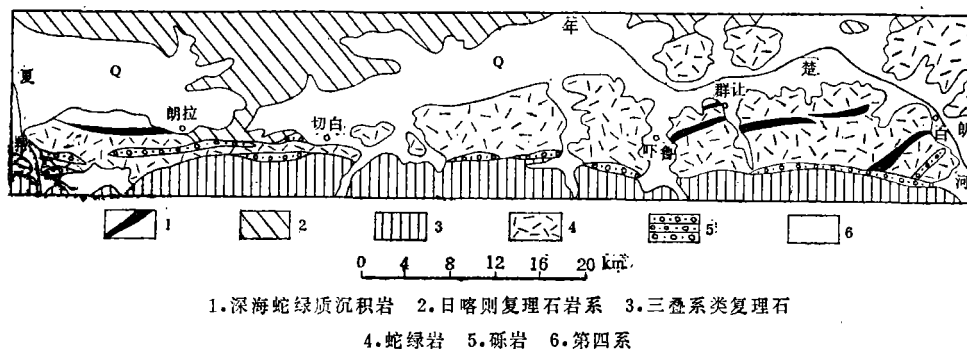 年
楚
夏
Q
Q
群让
朗拉
切白
白
朗
吓鲁
那
河
1 2 3 4 5 6
0 4 8 12 16 20 km
1.深海蛇绿质沉积岩 2.日喀则复理石岩系 3.三叠系类复理石
4.蛇绿岩 5.砾岩 6.第四系